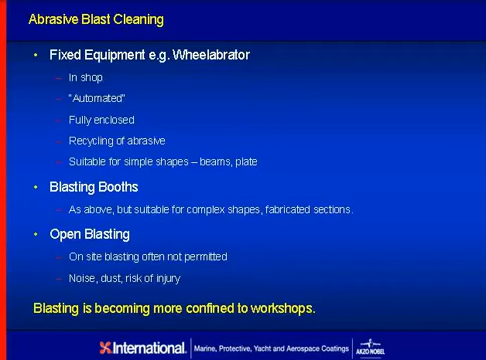 Abrasive Blast Cleaning
• Fixed Equipment e.g. Wheelabrator
– In shop
– "Automated"
– Fully enclosed
– Recycling of abrasive
– Suitable for simple shapes – beams, plate
• Blasting Booths
– As above, but suitable for complex shapes, fabricated sections.
• Open Blasting
– On site blasting often not permitted
– Noise, dust, risk of injury
Blasting is becoming more confined to workshops.
International. | Marine, Protective, Yacht and Aerospace Coatings | AKZO NOBEL